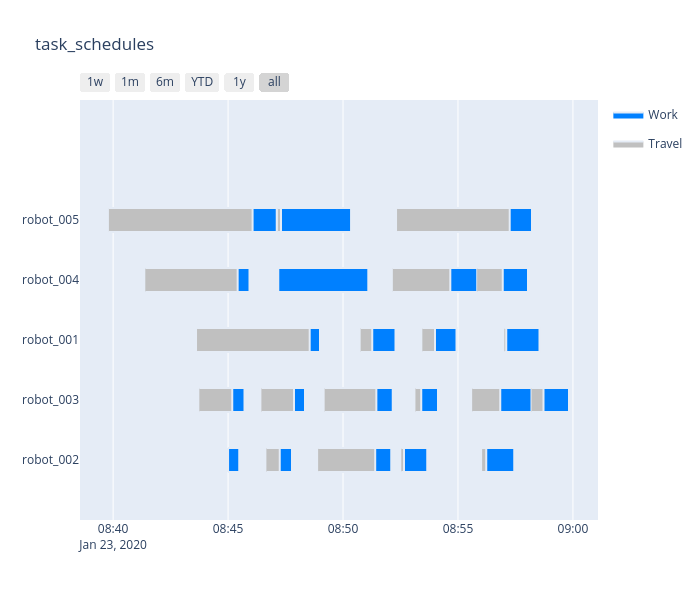 task_schedules
1w 1m 6m YTD 1y all
Work
Travel
robot_005
robot_004
robot_001
robot_003
robot_002
08:40 08:45 08:50 08:55 09:00
Jan 23, 2020